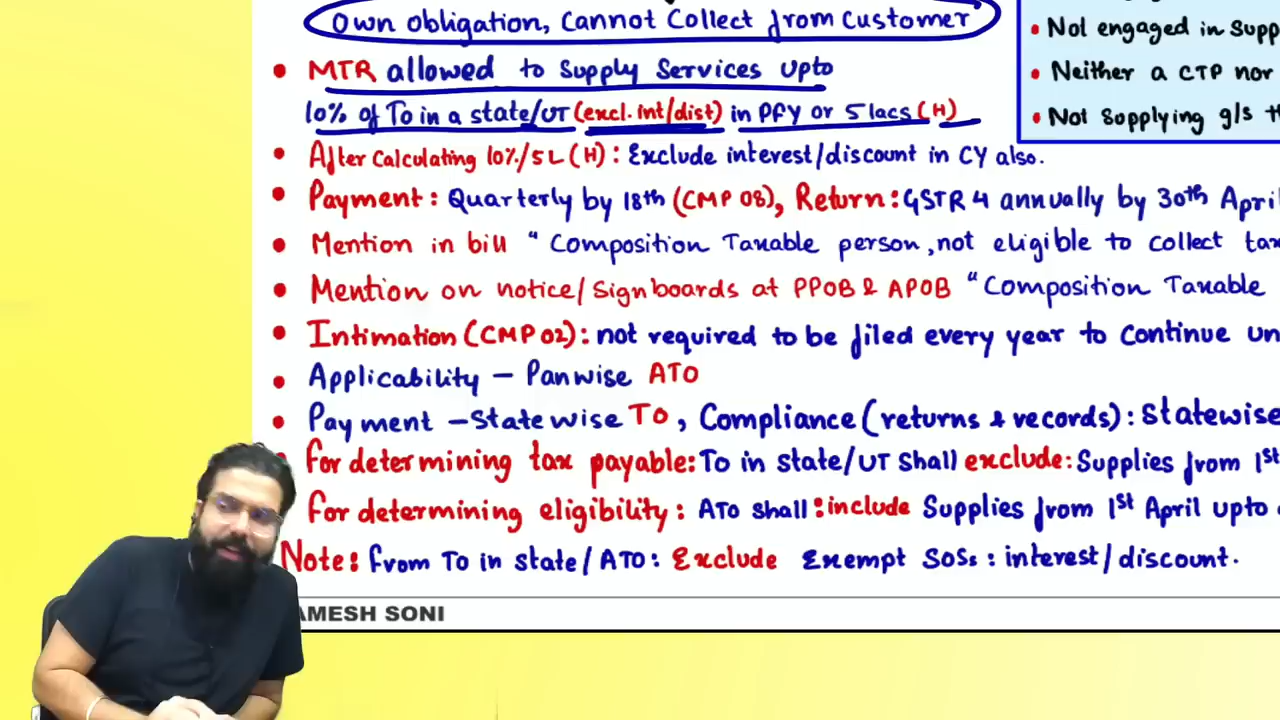 Own obligation, Cannot Collect from Customer
• MTR allowed to Supply Services Upto
10% of To in a state/UT (excl. int/dist) in PFY or 5 lacs (H)
• After Calculating 10%/5L (H) : Exclude interest/discount in CY also.
• Payment : Quarterly by 18th (CMP 08), Return : GSTR 4 annually by 30th April
• Mention in bill " Composition Taxable person, not eligible to collect
• Mention on notice/Signboards at PPOB & APOB "Composition Taxable
• Intimation (CMP 02) : not required to be filed every year to Continue
• Applicability – Panwise ATO
• Payment – Statewise TO, Compliance (returns & records) : Statewise
for determining tax payable: To in state/UT Shall exclude: Supplies from 1st
for determining eligibility : ATO shall : include Supplies from 1st April upto
Note: from To in state/ATO : Exclude Exempt SOSs : interest/discount.
• Not engaged in
• Neither a CTP nor
• Not Supplying g/s
AMESH SONI